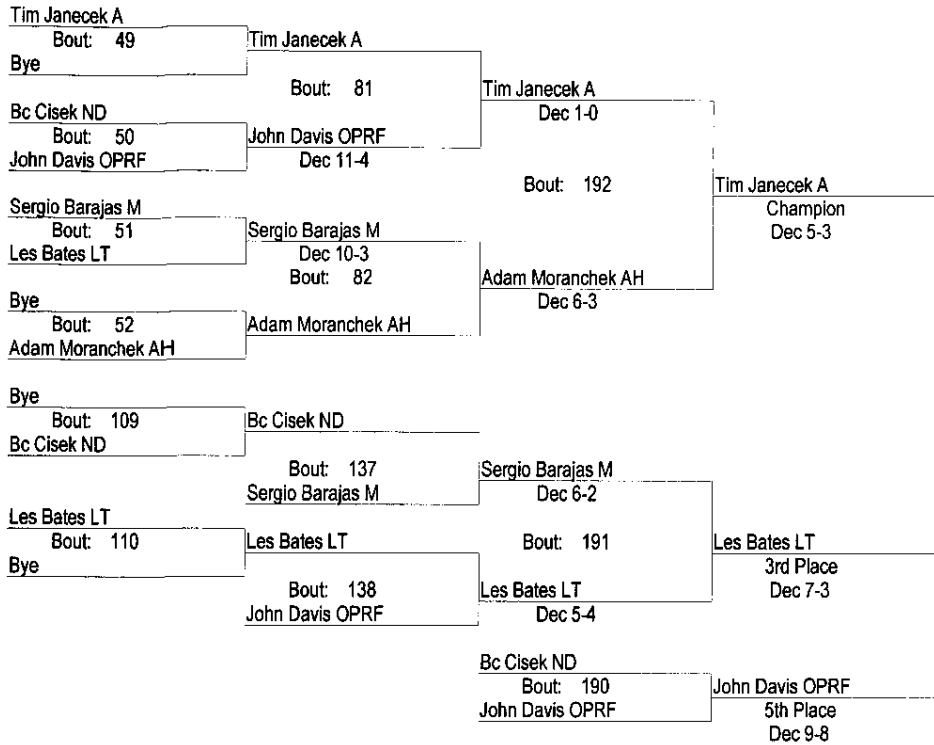 Tim Janecek A
Bout: 49
Bye
Tim Janecek A
Bout: 81
Bc Cisek ND
Bout: 50
John Davis OPRF
John Davis OPRF
Dec 11-4
Tim Janecek A
Dec 1-0
Bout: 192
Sergio Barajas M
Bout: 51
Les Bates LT
Sergio Barajas M
Dec 10-3
Bout: 82
Bye
Bout: 52
Adam Moranchek AH
Adam Moranchek AH
Adam Moranchek AH
Dec 6-3
Tim Janecek A
Champion
Dec 5-3
Bye
Bout: 109
Bc Cisek ND
Bc Cisek ND
Bout: 137
Sergio Barajas M
Sergio Barajas M
Dec 6-2
Bout: 191
Les Bates LT
Bout: 110
Bye
Les Bates LT
Bout: 138
John Davis OPRF
Les Bates LT
Dec 5-4
Les Bates LT
3rd Place
Dec 7-3
Bc Cisek ND
Bout: 190
John Davis OPRF
John Davis OPRF
5th Place
Dec 9-8